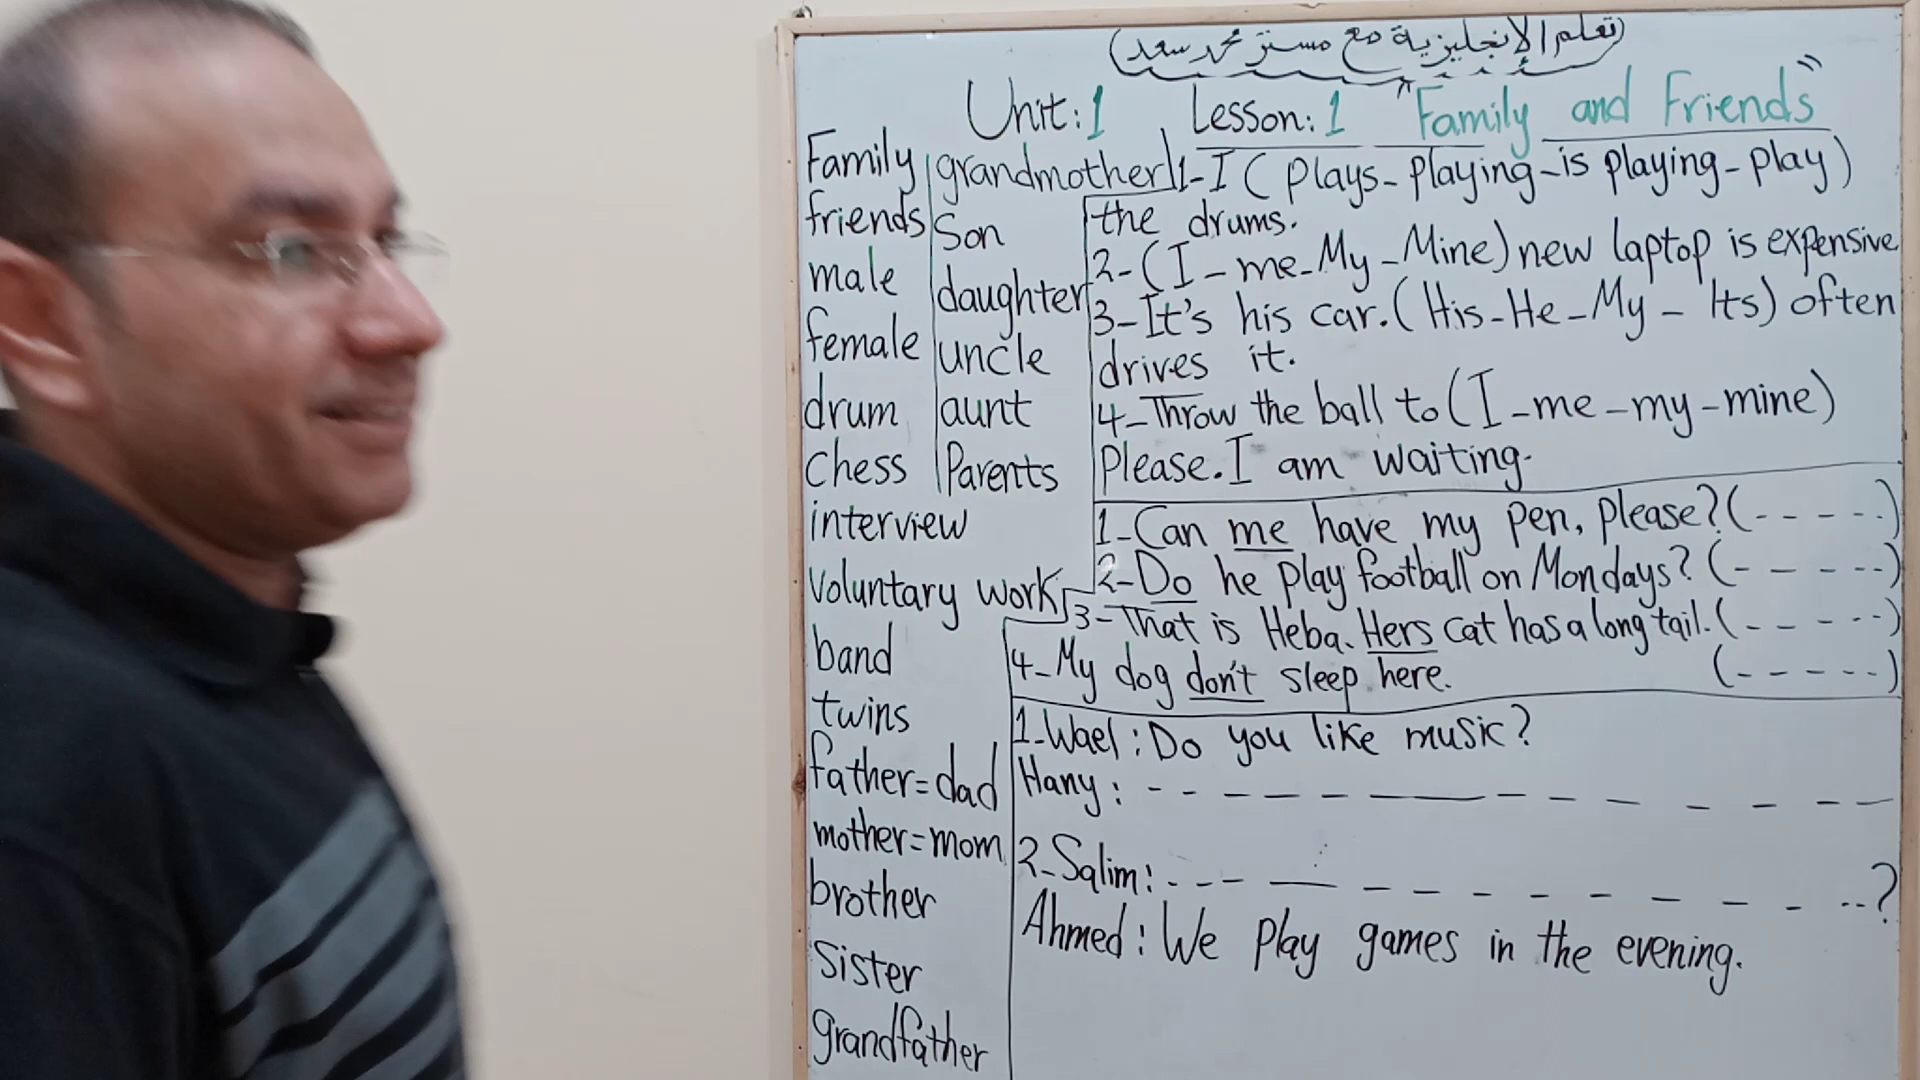 (تعلم الإنجليزية مع مستر محمد سعد)
Unit: 1 Lesson: 1 "Family and Friends"
Family
friends
male
female
drum
chess
interview
voluntary work
band
twins
father = dad
mother = mom
brother
Sister
grandfather
grandmother
Son
daughter
uncle
aunt
Parents
1- I ( plays - playing - is playing - play )
the drums.
2- ( I - me - My - Mine ) new laptop is expensive
3- It's his car. ( His - He - My - Its ) often
drives it.
4- Throw the ball to ( I - me - my - mine )
Please. I am waiting.
1- Can me have my pen, please? ( - - - - - )
2- Do he play football on Mondays? ( - - - - - )
3- That is Heba. Hers cat has a long tail. ( - - - - - )
4- My dog don't sleep here. ( - - - - - )
1- Wael : Do you like music?
Hany : - - - - - - - - - - - - -
2- Salim : - - - - - - - - - - - - - ?
Ahmed : We play games in the evening.